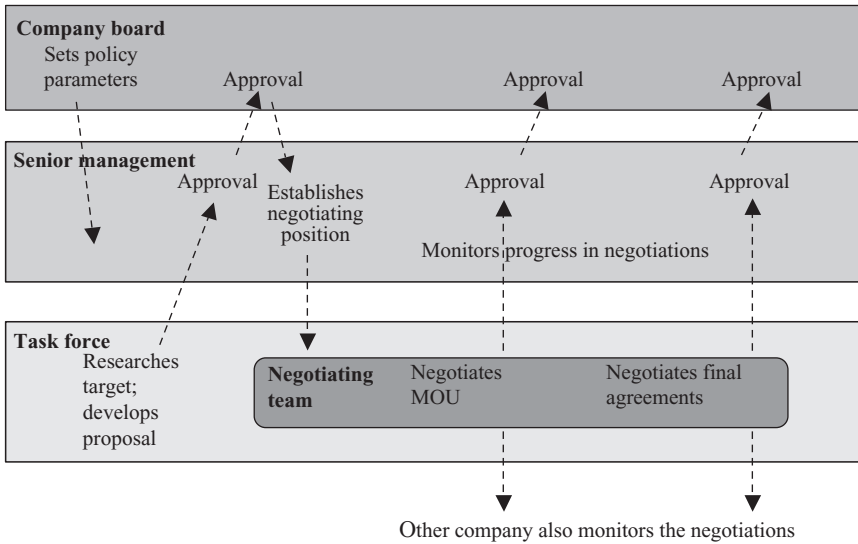 Company board
Sets policy
parameters
Approval
Approval
Approval
Senior management
Approval
Establishes
negotiating
position
Approval
Approval
Monitors progress in negotiations
Task force
Researches
target;
develops
proposal
Negotiating
team
Negotiates
MOU
Negotiates final
agreements
Other company also monitors the negotiations